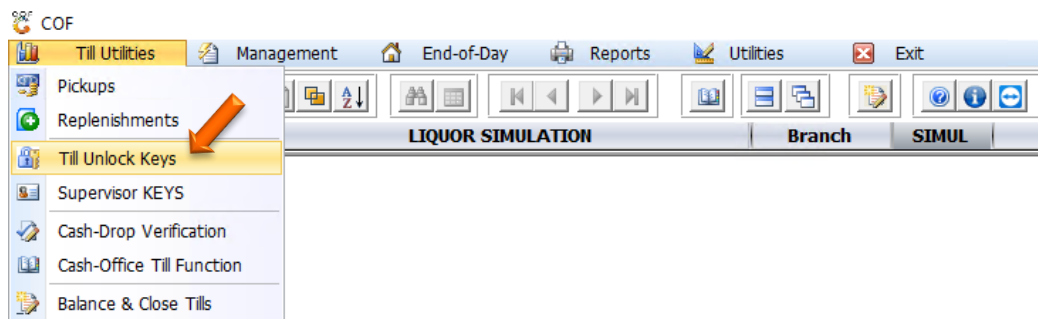 COF
Till Utilities Management End-of-Day Reports Utilities Exit
Pickups
Replenishments
LIQUOR SIMULATION Branch SIMUL
Till Unlock Keys
Supervisor KEYS
Cash-Drop Verification
Cash-Office Till Function
Balance & Close Tills